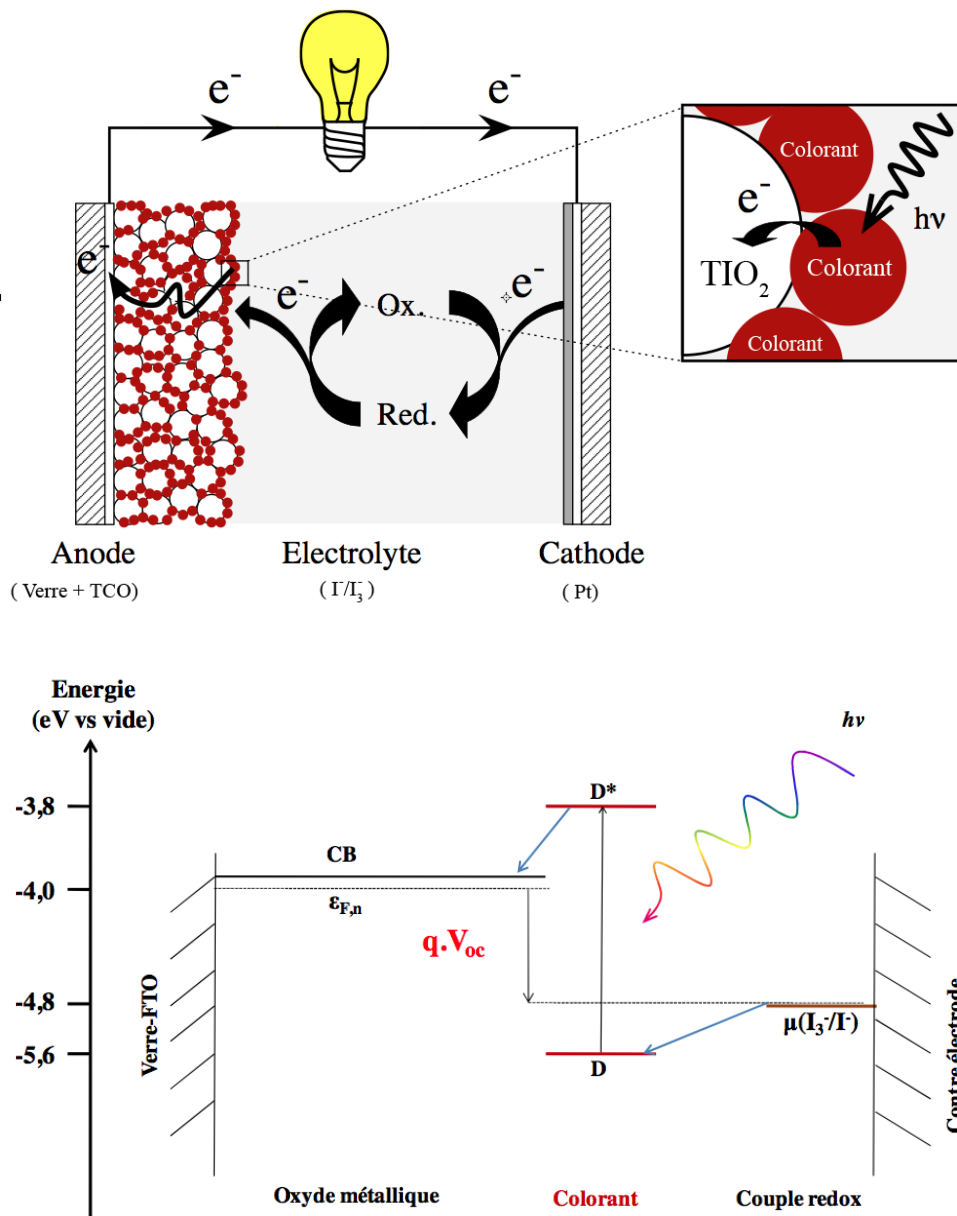 e⁻ e⁻
Colorant
e⁻
hν
TIO₂
Colorant
Colorant
e⁻ e⁻ Ox. e⁻
Red.
Anode Electrolyte Cathode
( Verre + TCO) ( I⁻/I₃⁻) ( Pt)
Energie
(eV vs vide)
hν
-3,8
D*
CB
-4,0
εF,n
q.Voc
-4,8
μ(I₃⁻/I⁻)
-5,6
D
Verre-FTO
Contre électrode
Oxyde métallique Colorant Couple redox